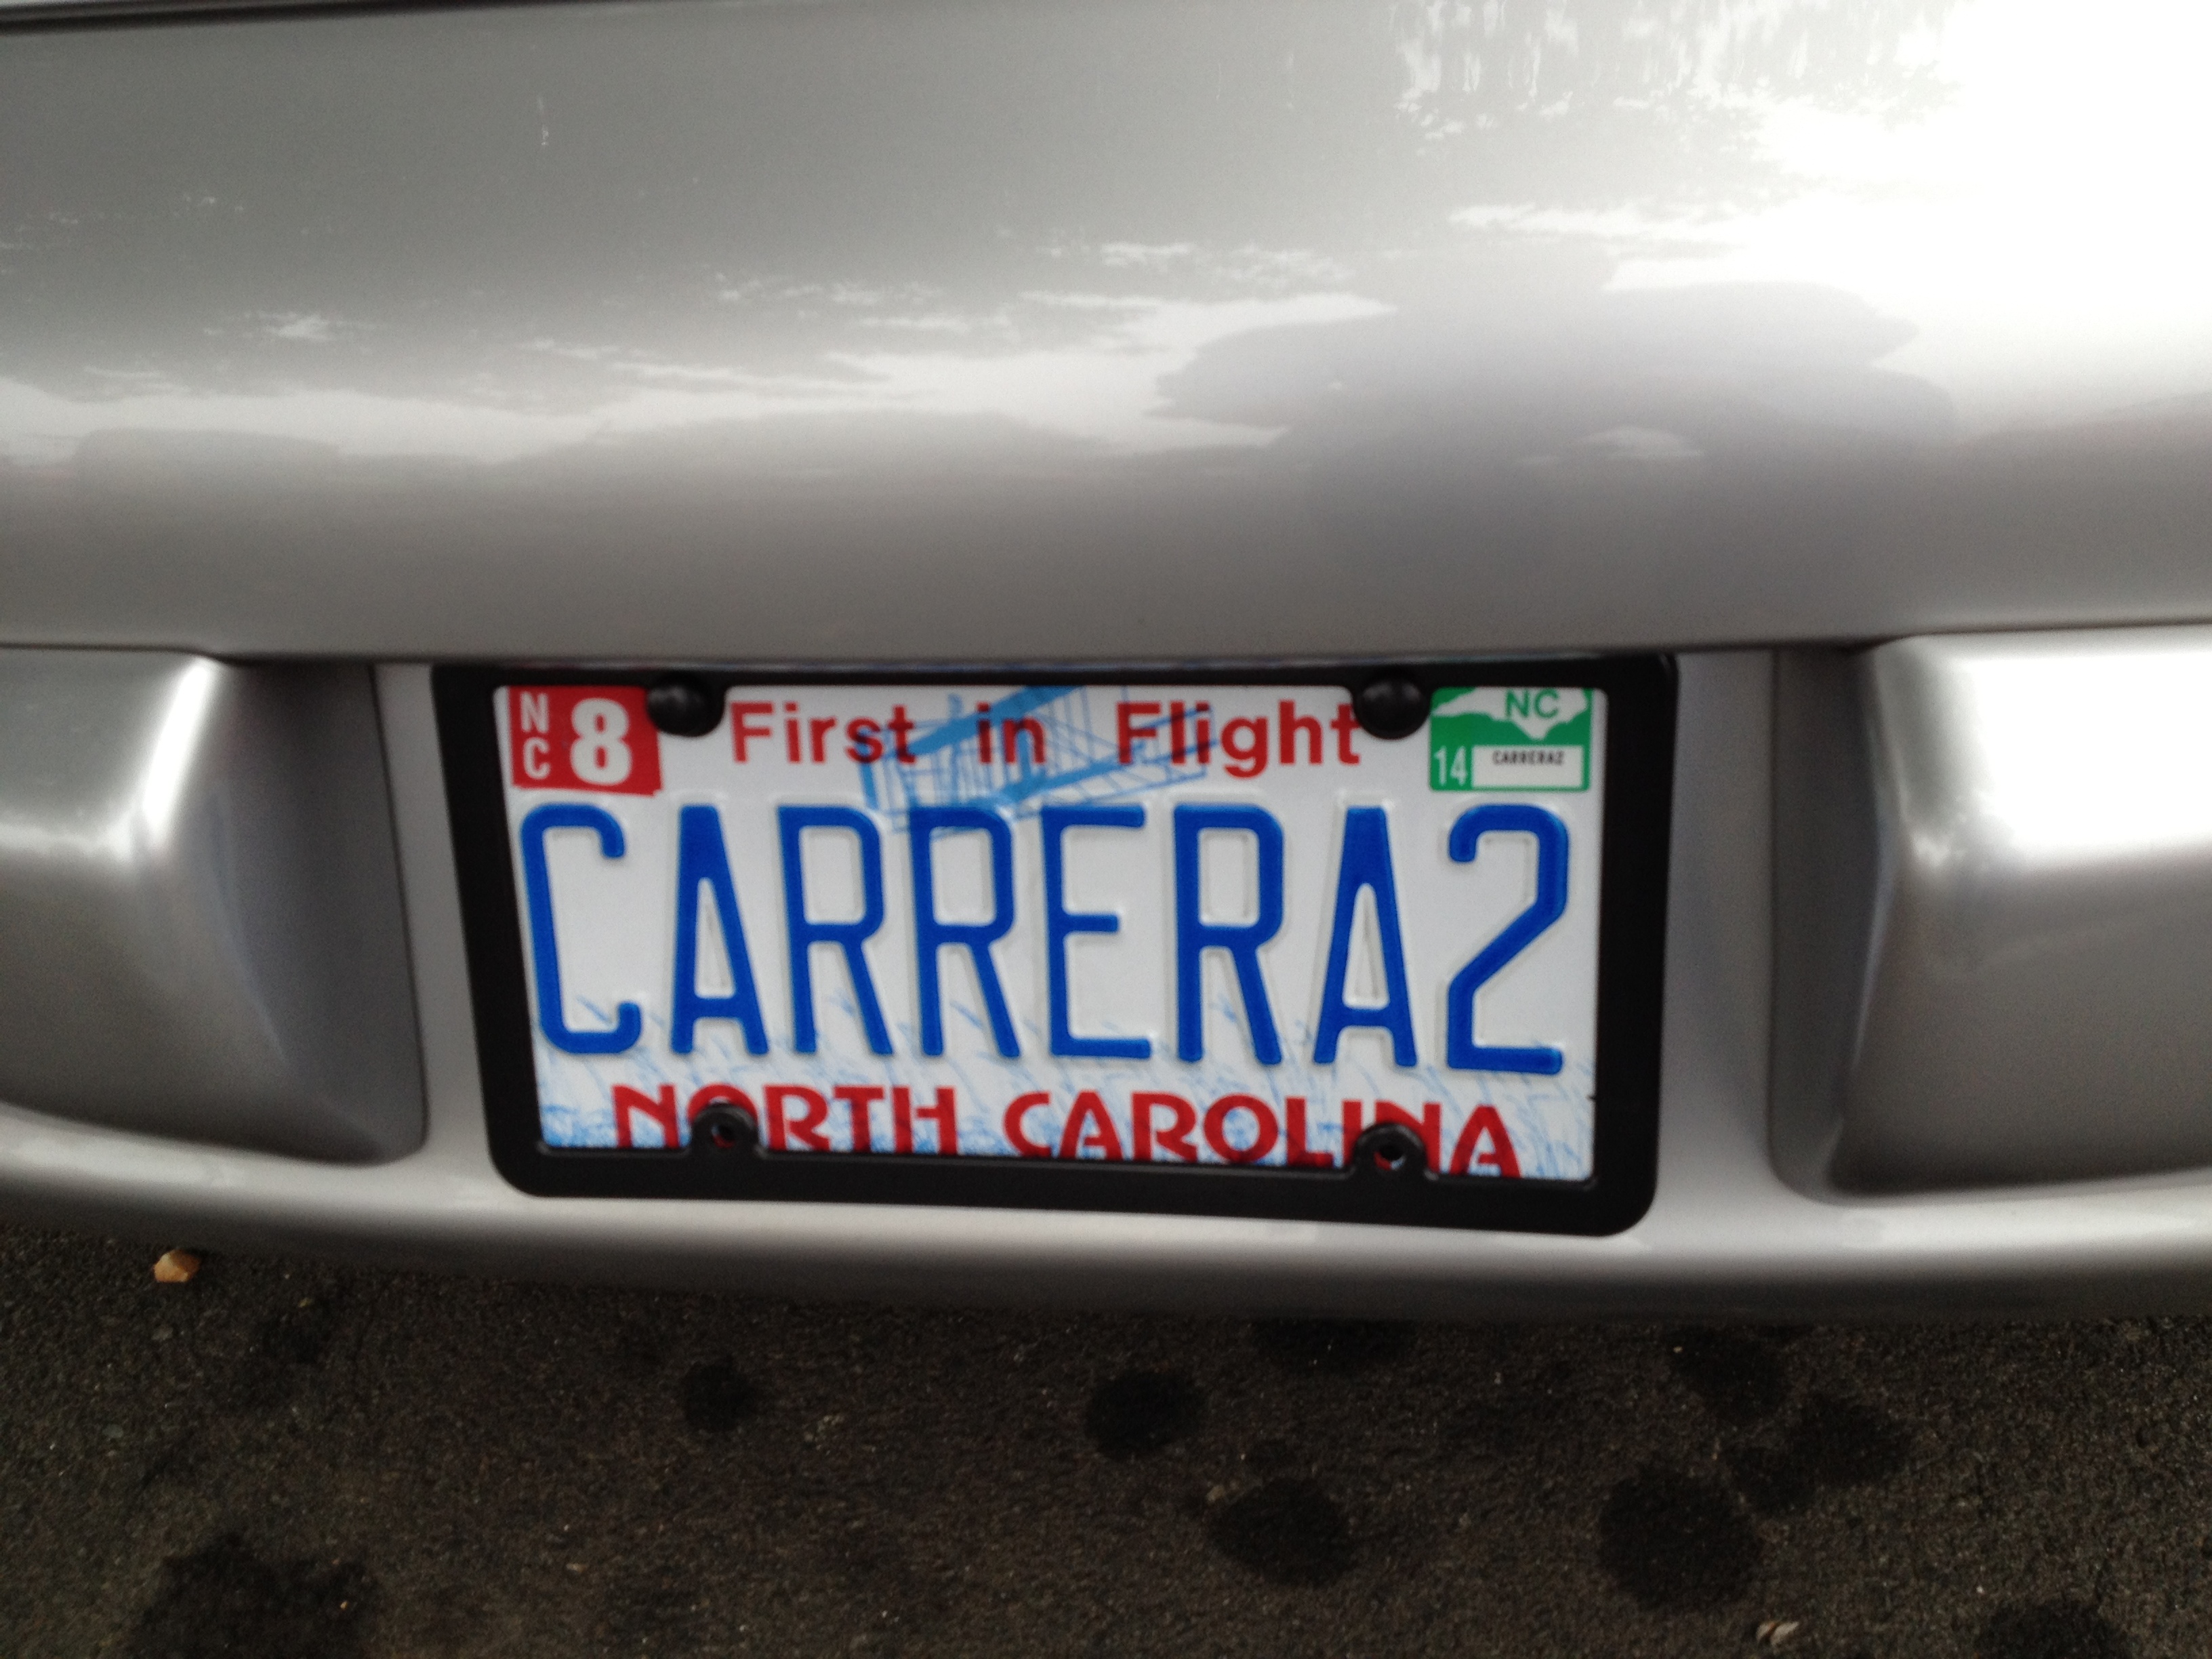 NC 8 First in Flight NC
14 CARRERA2
CARRERA2
NORTH CAROLINA